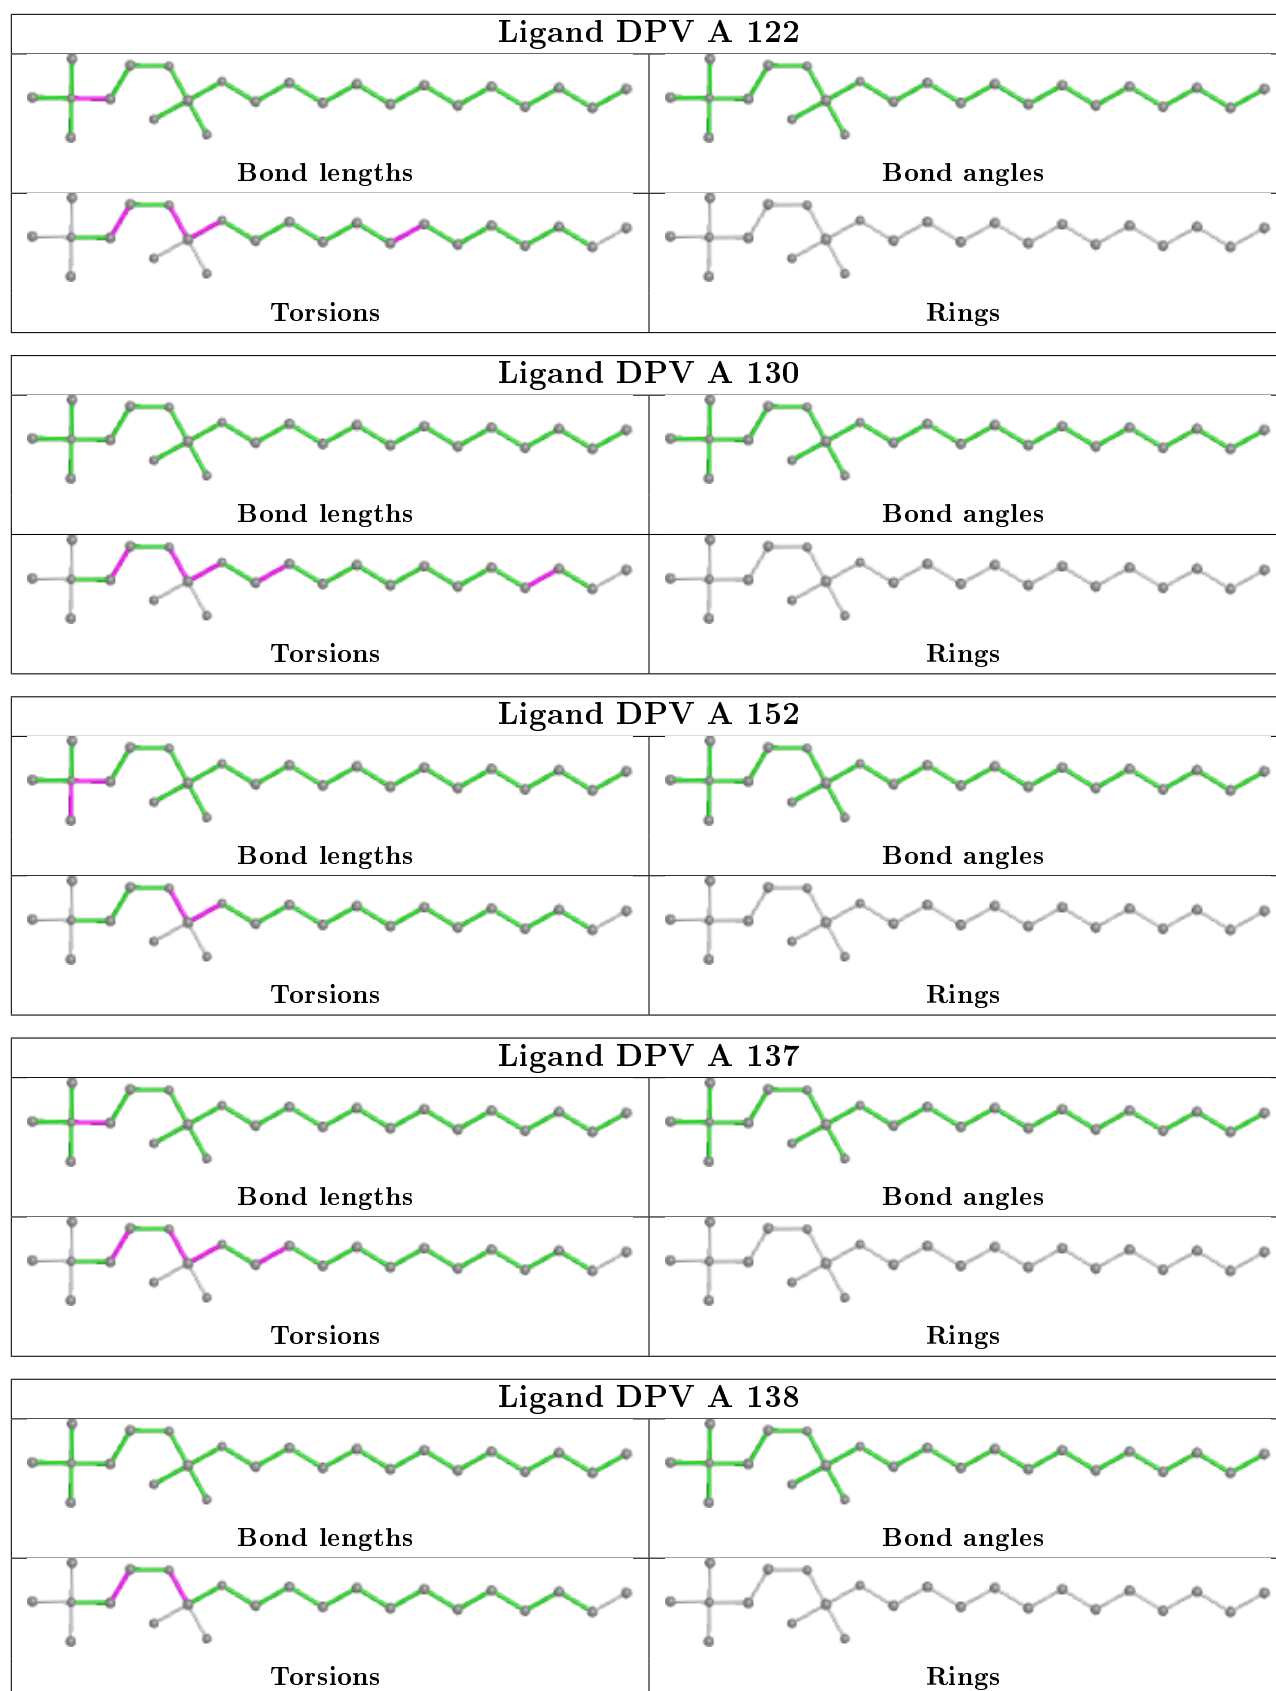 Ligand DPV A 122
Bond lengths
Bond angles
Torsions
Rings
Ligand DPV A 130
Bond lengths
Bond angles
Torsions
Rings
Ligand DPV A 152
Bond lengths
Bond angles
Torsions
Rings
Ligand DPV A 137
Bond lengths
Bond angles
Torsions
Rings
Ligand DPV A 138
Bond lengths
Bond angles
Torsions
Rings